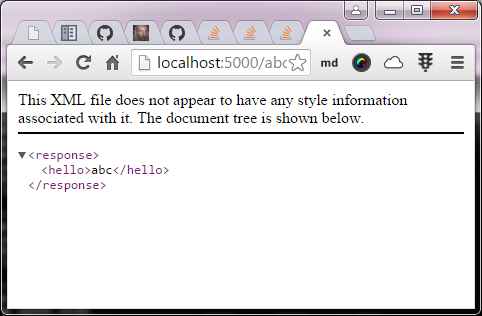 localhost:5000/abc
md
This XML file does not appear to have any style information
associated with it. The document tree is shown below.
<response>
<hello>abc</hello>
</response>